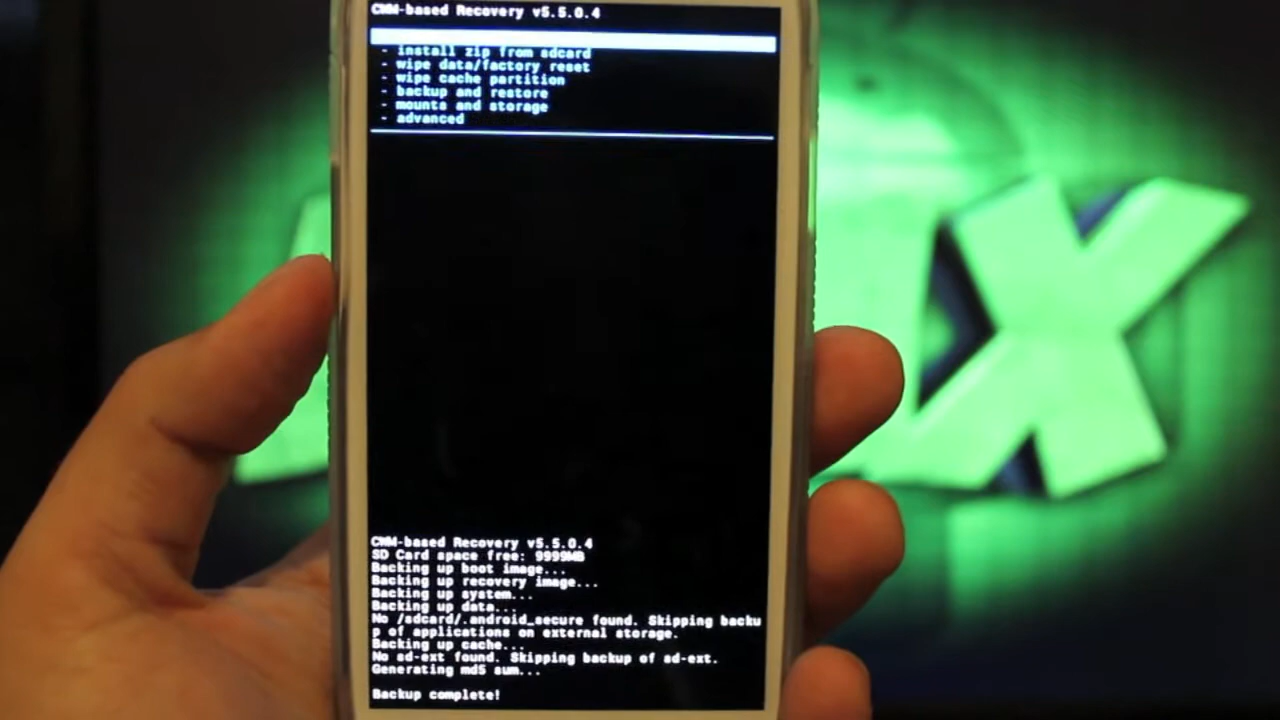 CWM-based Recovery v5.5.0.4
- install zip from sdcard
- wipe data/factory reset
- wipe cache partition
- backup and restore
- mounts and storage
- advanced
CWM-based Recovery v5.5.0.4
SD Card space free: 9999MB
Backing up boot image...
Backing up recovery image...
Backing up system...
Backing up data...
No /sdcard/.android_secure found. Skipping backu
p of applications on external storage.
Backing up cache...
No sd-ext found. Skipping backup of sd-ext.
Generating md5 sum...
Backup complete!
X